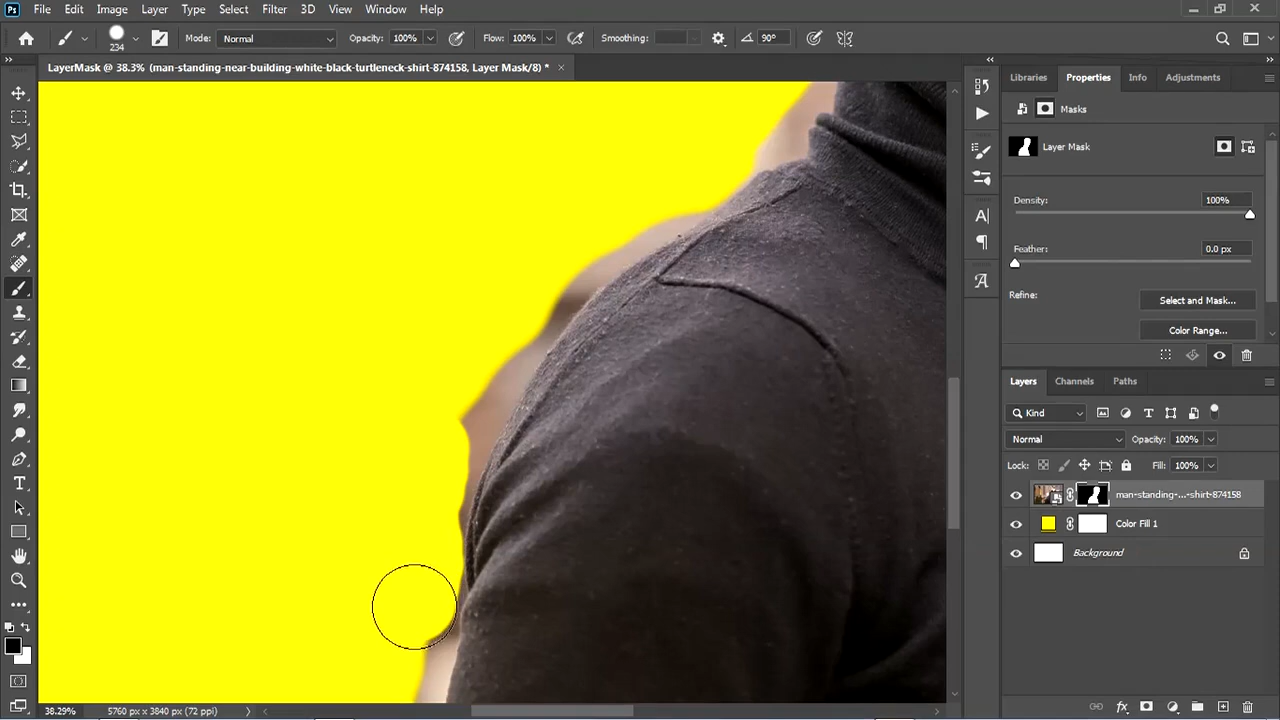 Ps File Edit Image Layer Type Select Filter 3D View Window Help
234 Mode: Normal Opacity: 100% Flow: 100% Smoothing: 90°
LayerMask @ 38.3% (man-standing-near-building-white-black-turtleneck-shirt-874158, Layer Mask/8) *
Libraries Properties Info Adjustments
Masks
Layer Mask
Density: 100%
Feather: 0.0 px
Refine: Select and Mask...
Color Range...
Layers Channels Paths
Kind
Normal Opacity: 100%
Lock: Fill: 100%
man-standing-...-shirt-874158
Color Fill 1
Background
38.29% 5760 px x 3840 px (72 ppi)